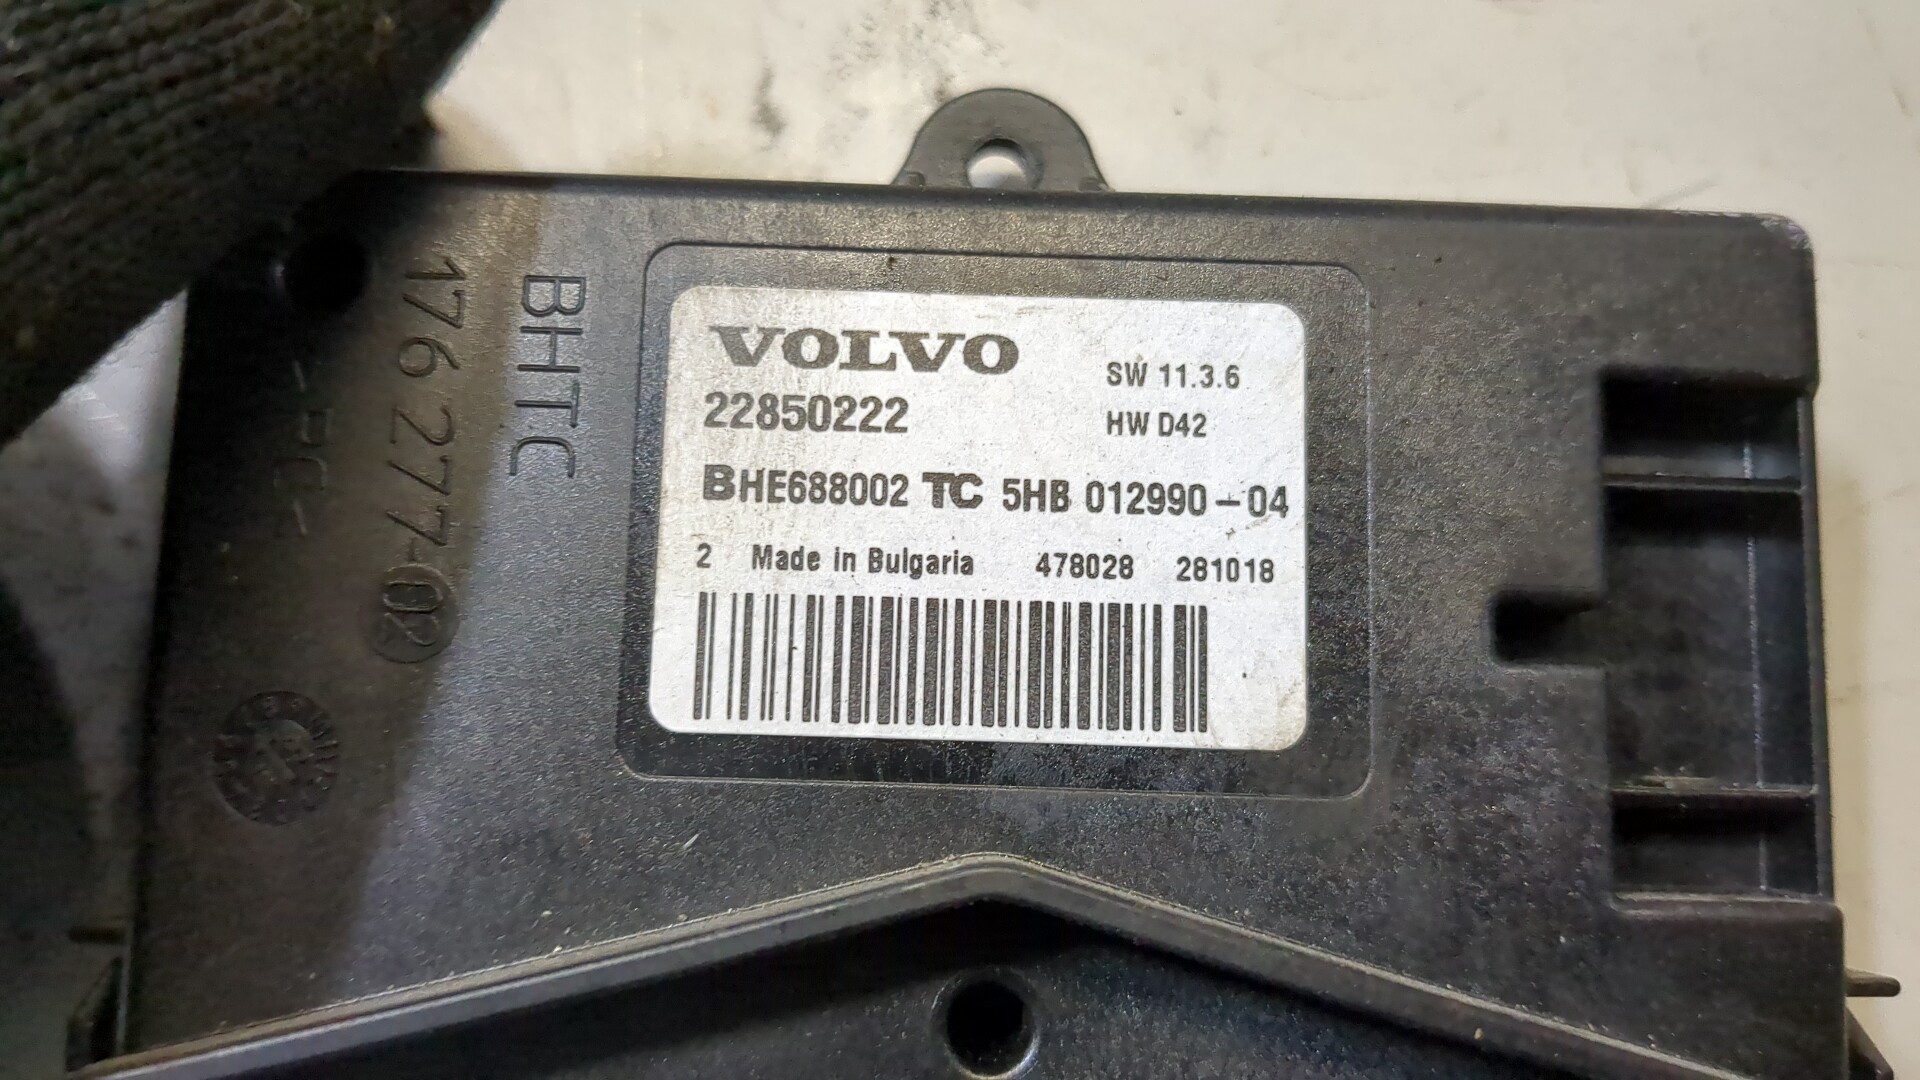 VOLVO
22850222
SW 11.3.6
HW D42
BHE688002 TC 5HB 012990-04
2 Made in Bulgaria 478028 281018
BHTC
176 277-02